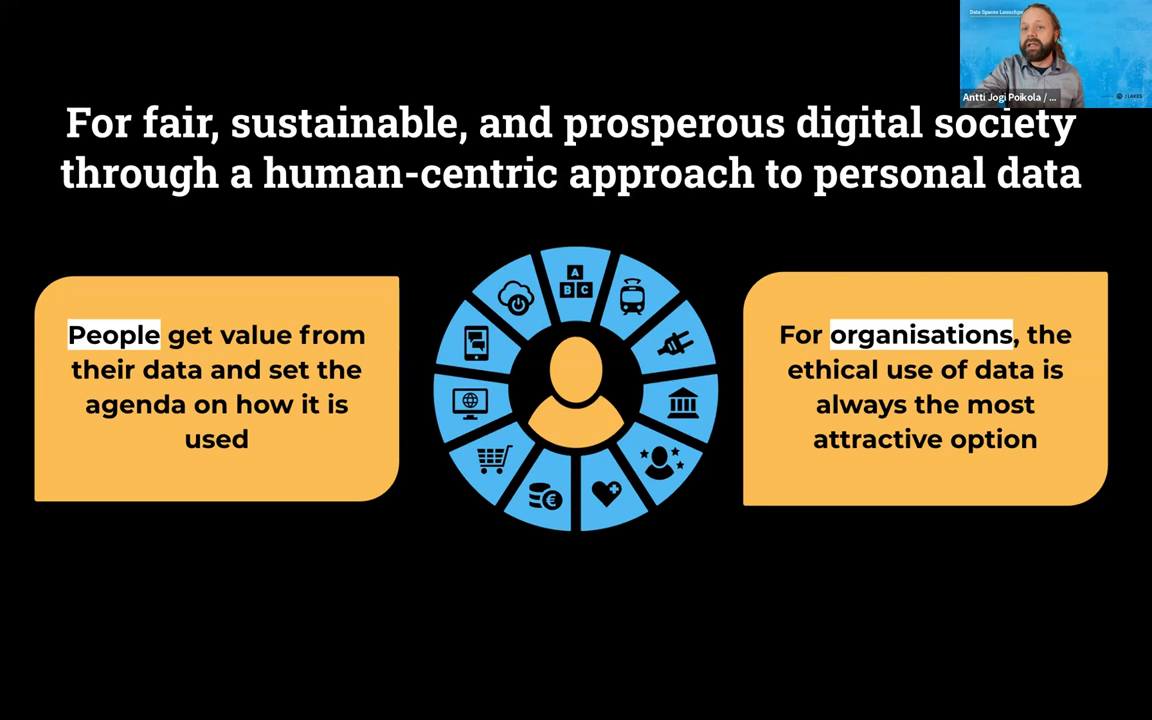 Data Spaces
Antti Jogi Poikola / ...
For fair, sustainable, and prosperous digital society
through a human-centric approach to personal data
People get value from
their data and set the
agenda on how it is
used
A
B C
For organisations, the
ethical use of data is
always the most
attractive option